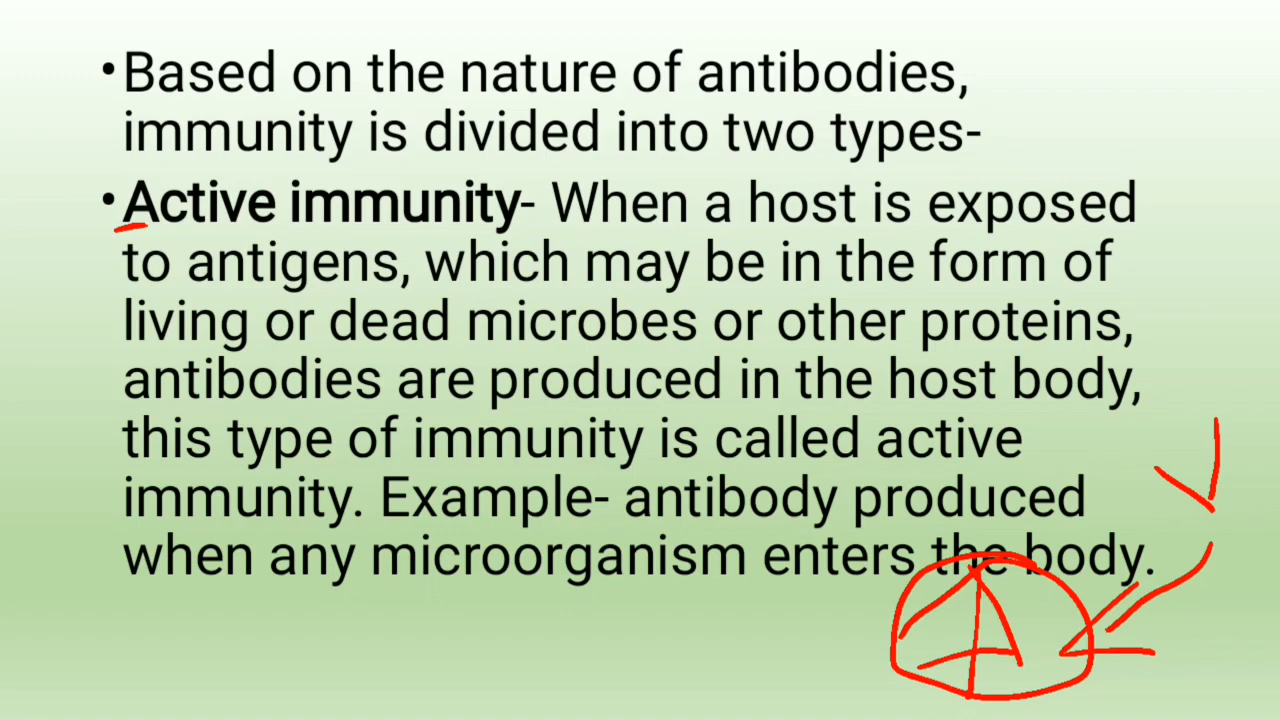 •Based on the nature of antibodies,
immunity is divided into two types-
•Active immunity- When a host is exposed
to antigens, which may be in the form of
living or dead microbes or other proteins,
antibodies are produced in the host body,
this type of immunity is called active
immunity. Example- antibody produced
when any microorganism enters the body.